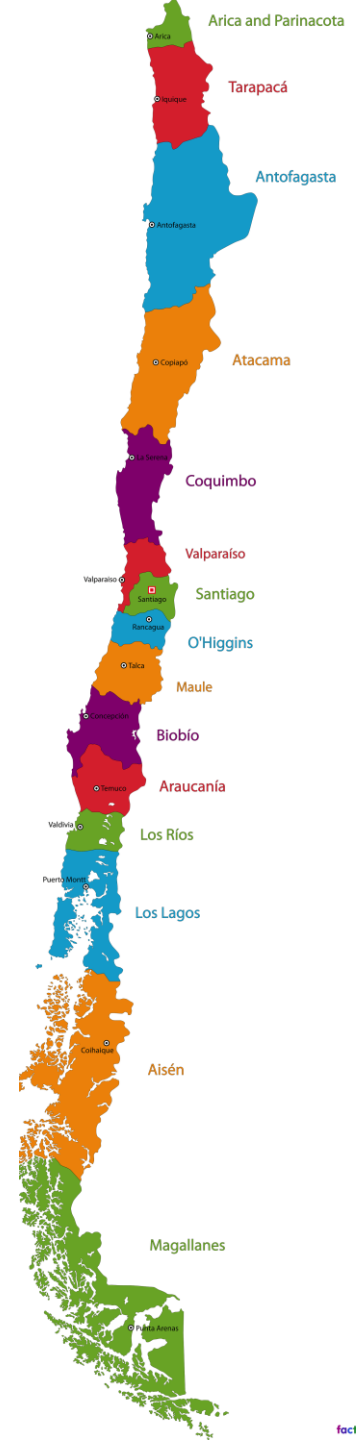 Arica and Parinacota
Arica
Tarapacá
Iquique
Antofagasta
Antofagasta
Atacama
Copiapó
La Serena
Coquimbo
Valparaíso
Valparaíso
Santiago
Santiago
Rancagua
O'Higgins
Talca
Maule
Concepción
Biobío
Araucanía
Temuco
Valdivia
Los Ríos
Puerto Montt
Los Lagos
Coihaique
Aisén
Magallanes
Punta Arenas
fact